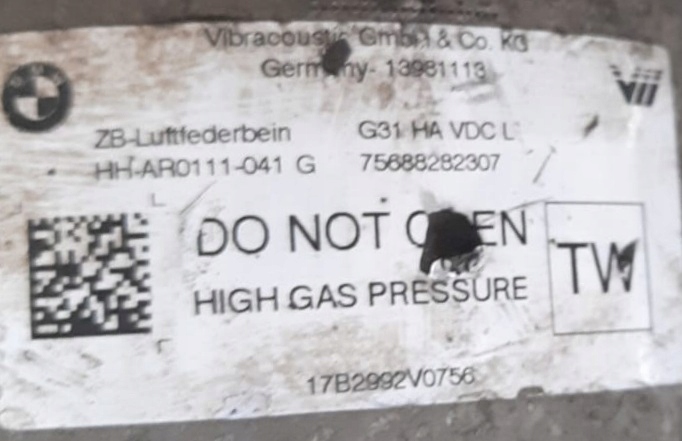 Vibracoustic GmbH & Co. KG
Germany- 13981113
ZB-Luftfederbein G31 HA VDC L
HH-AR0111-041 G 75688282307
DO NOT OPEN
TW
HIGH GAS PRESSURE
17B2992V0756